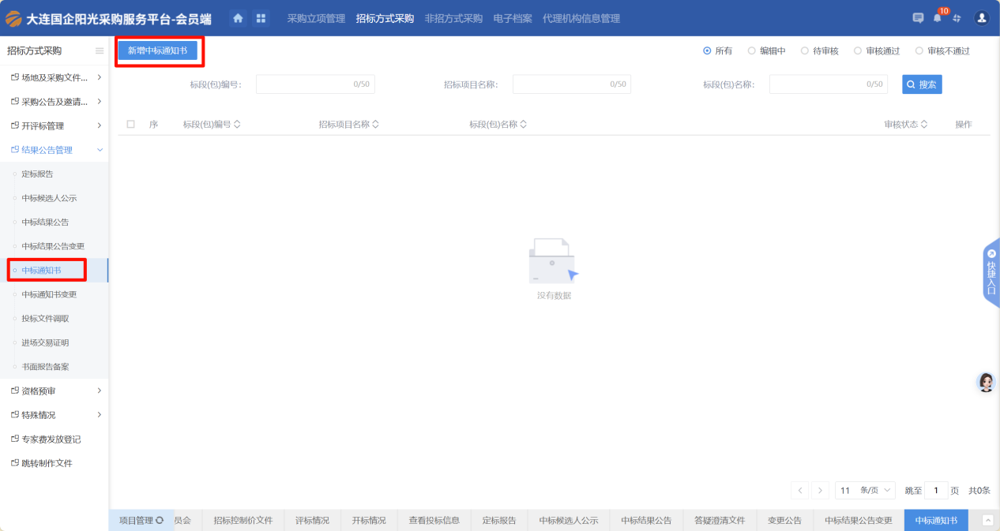 大连国企阳光采购服务平台-会员端
采购立项管理 招标方式采购 非招方式采购 电子档案 代理机构信息管理
10
招标方式采购
新增中标通知书
所有 编辑中 待审核 审核通过 审核不通过
场地及采购文件...
标段(包)编号: 0/50 招标项目名称: 0/50 标段(包)名称: 0/50 搜索
采购公告及邀请...
开评标管理
序 标段(包)编号 招标项目名称 标段(包)名称 审核状态 操作
结果公告管理
定标报告
中标候选人公示
中标结果公告
中标结果公告变更
中标通知书
中标通知书变更
投标文件调取
进场交易证明
书面报告备案
资格预审
特殊情况
专家费发放登记
跳转制作文件
没有数据
快捷入口
11 条/页 跳至 1 页 共0条
项目管理 员会 招标控制价文件 评标情况 开标情况 查看投标信息 定标报告 中标候选人公示 中标结果公告 答疑澄清文件 变更公告 中标结果公告变更 中标通知书